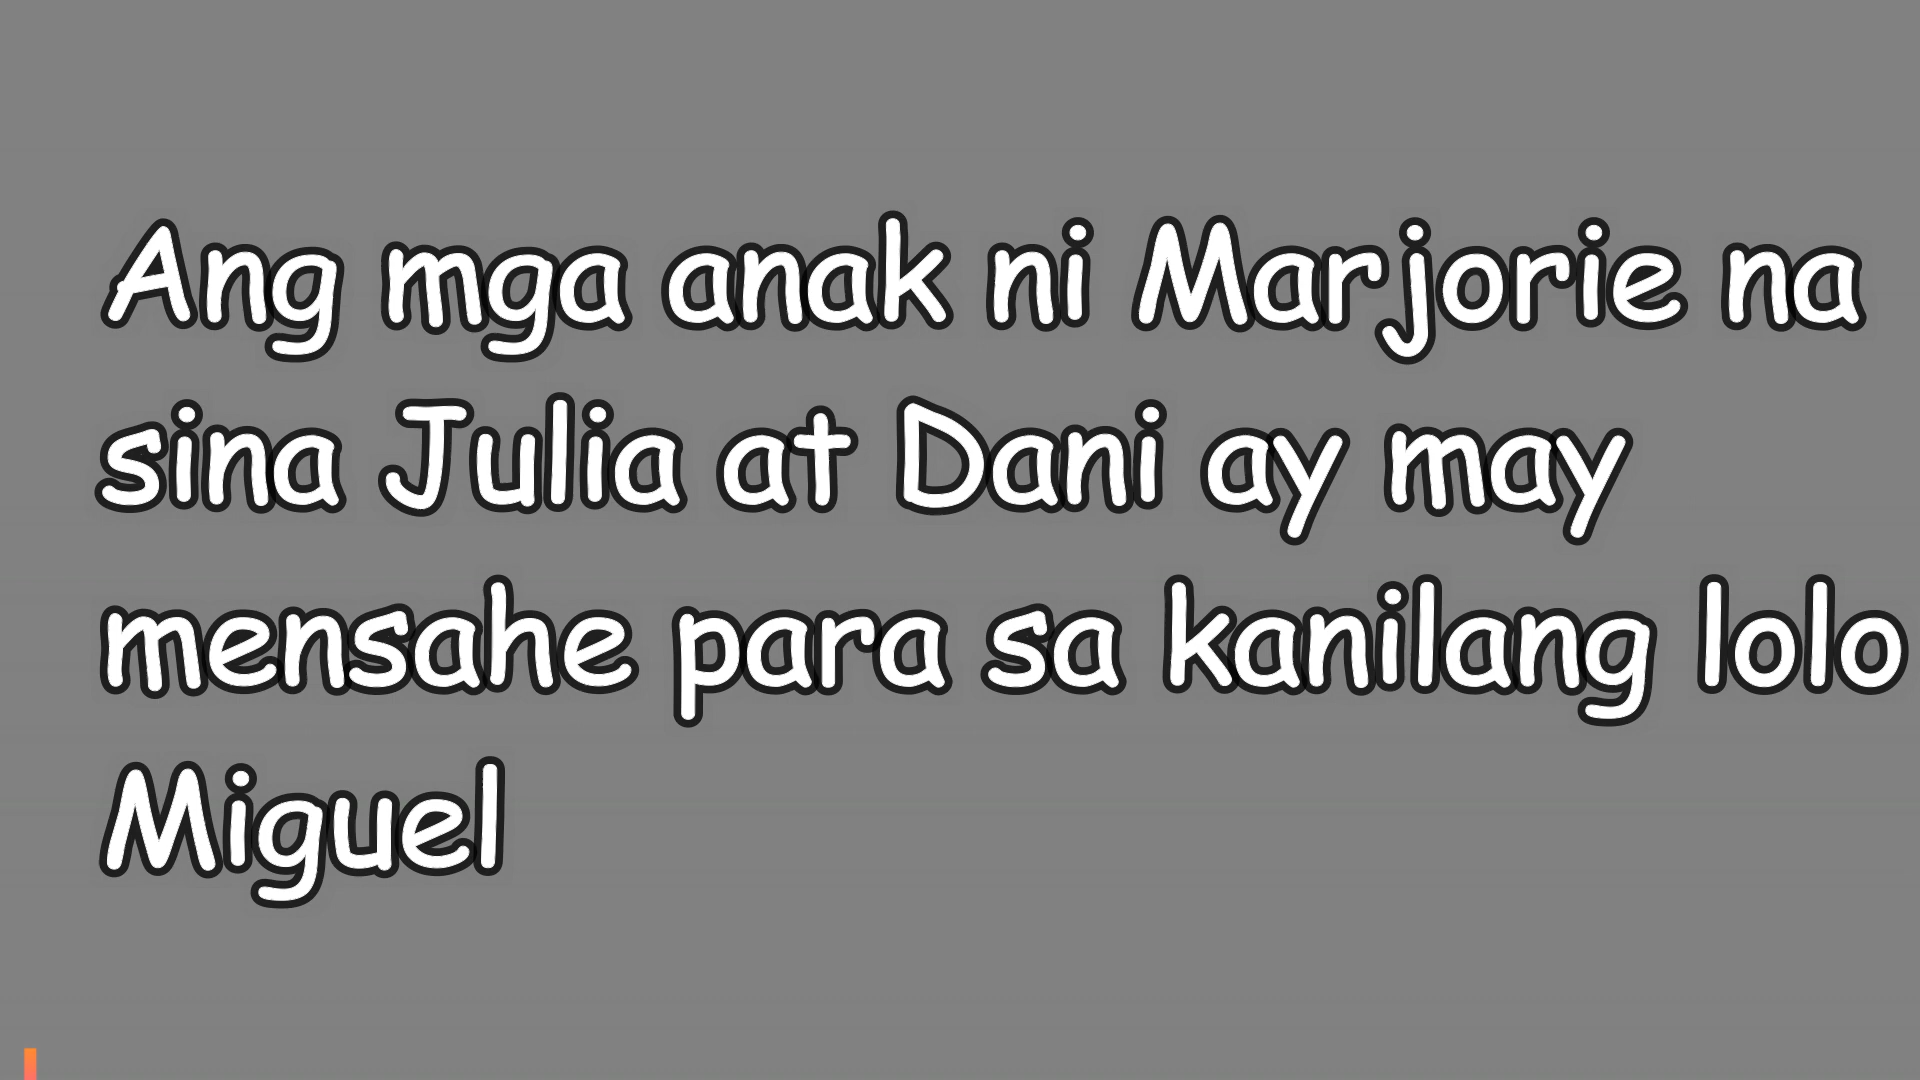 Ang mga anak ni Marjorie na
sina Julia at Dani ay may
mensahe para sa kanilang lolo
Miguel